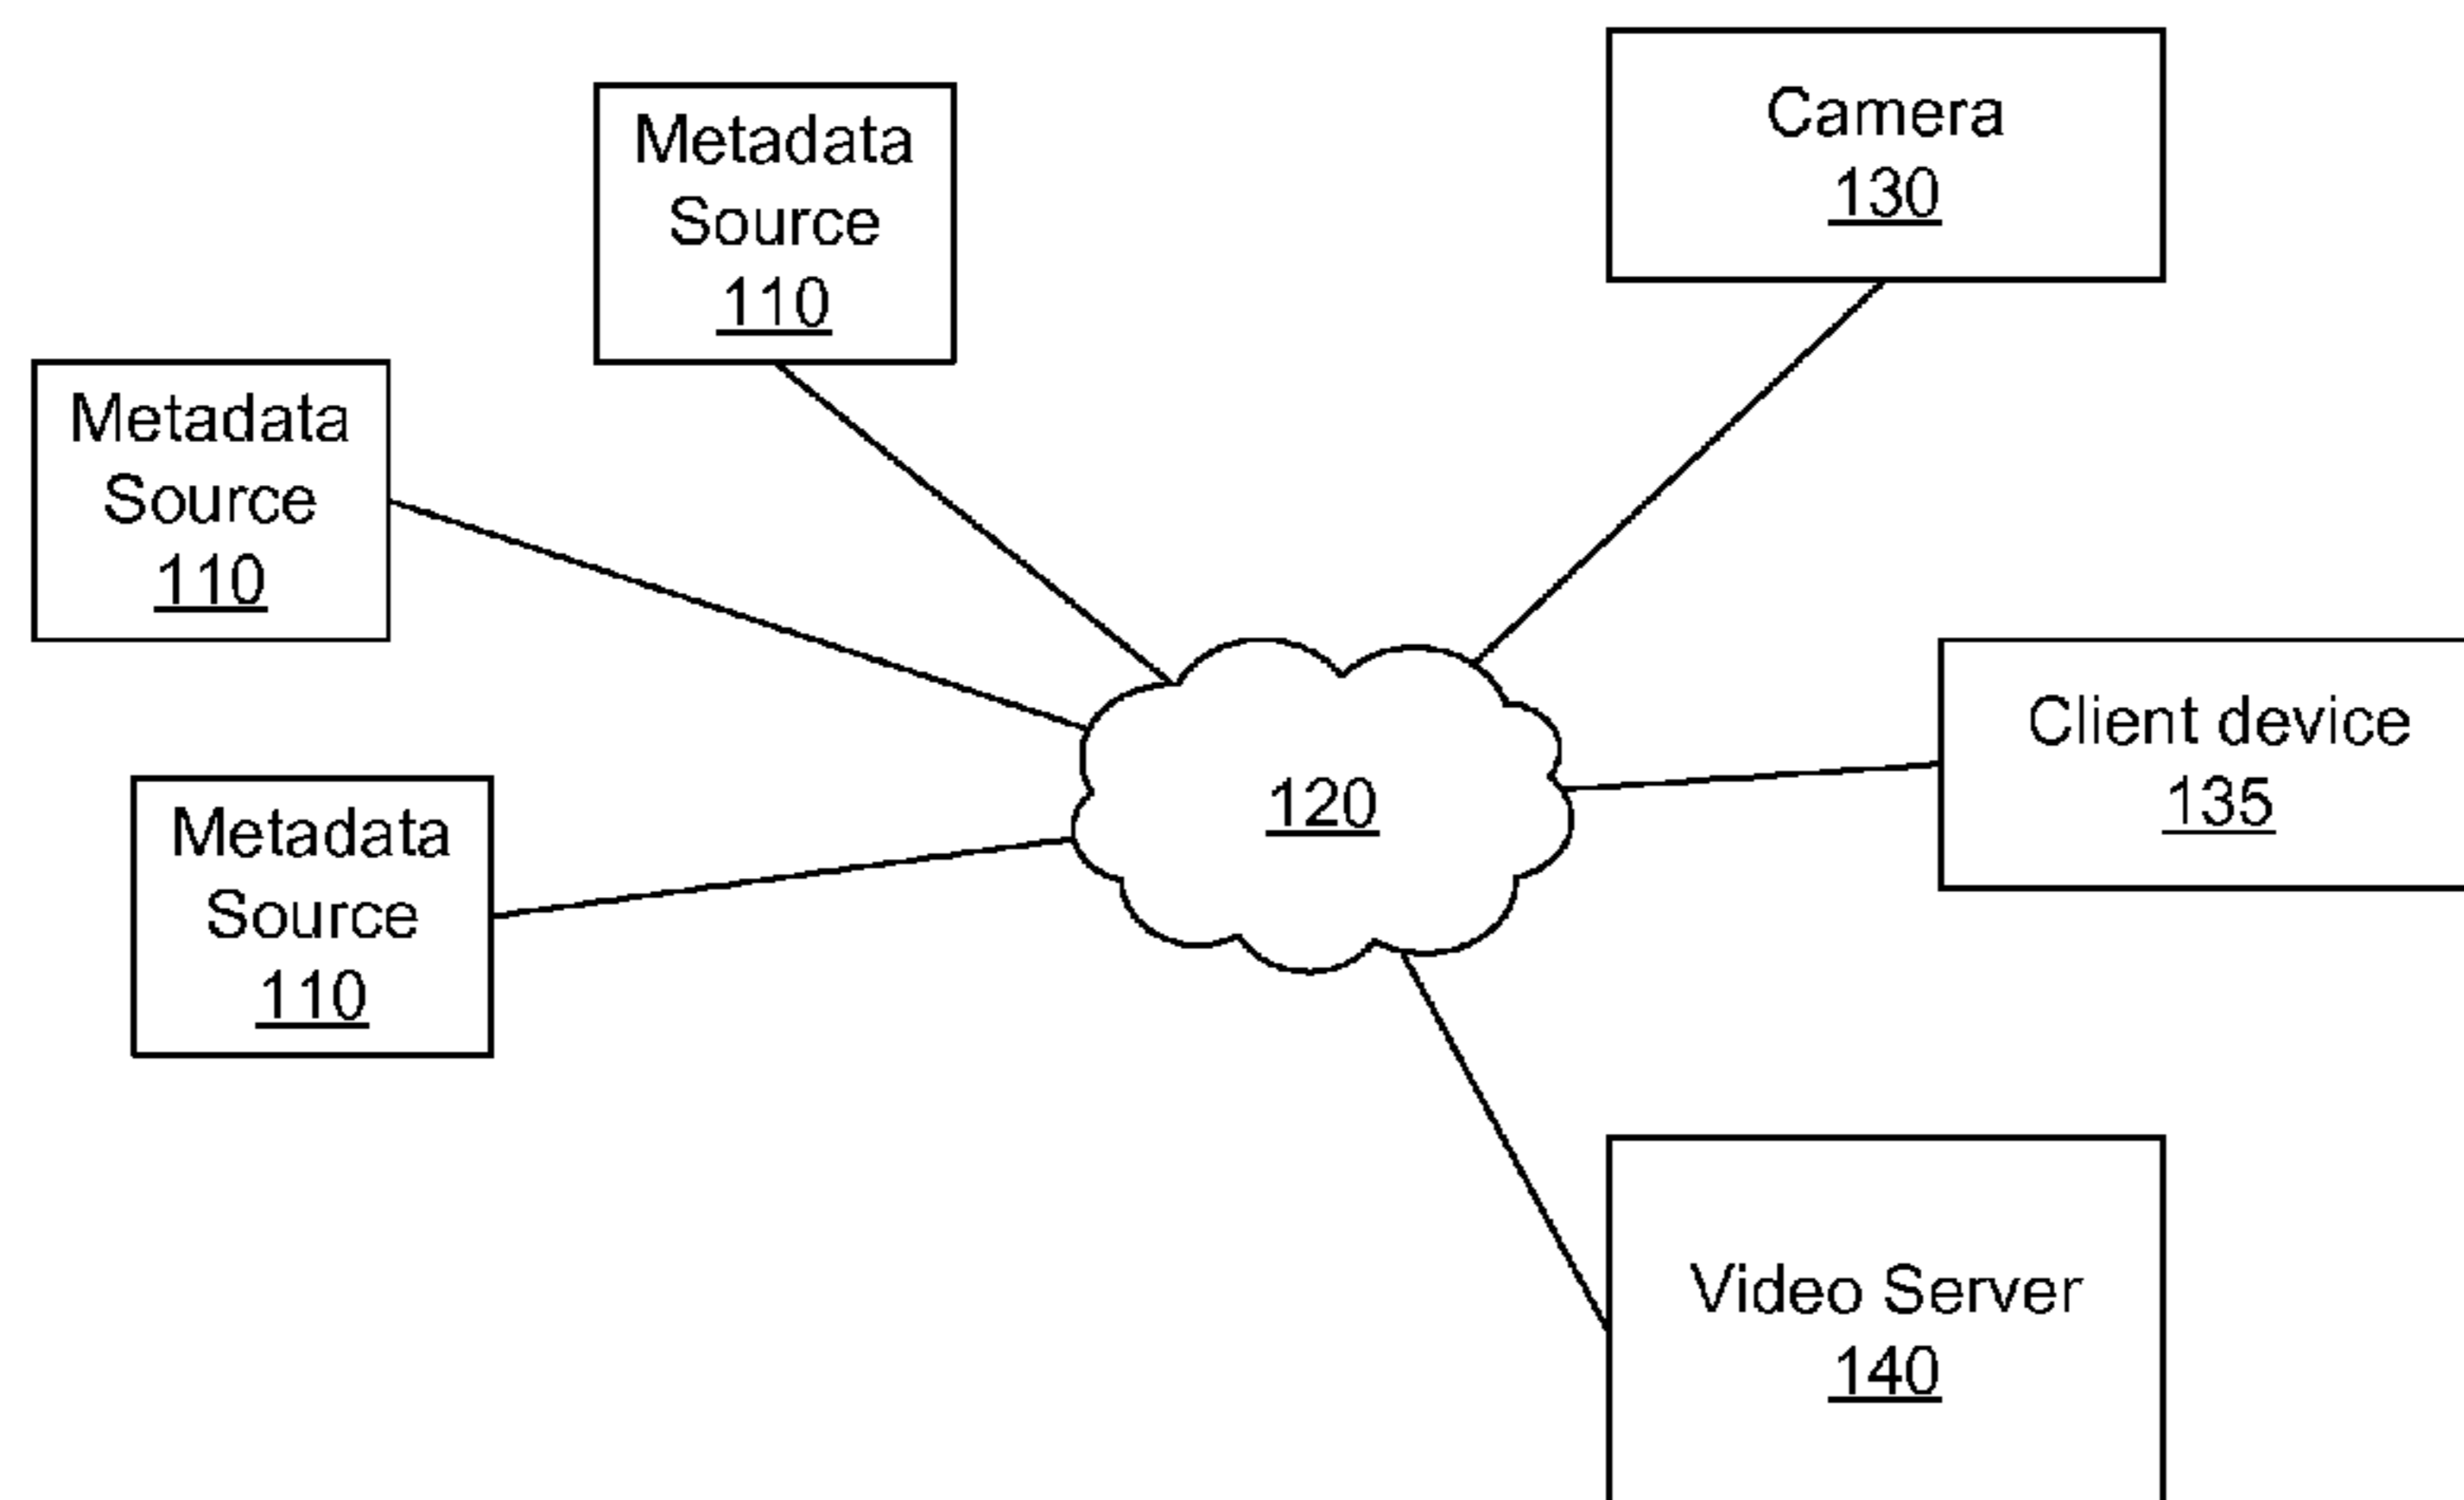 Metadata
Source
110
Camera
130
Metadata
Source
110
Client device
135
Metadata
Source
110
120
Video Server
140